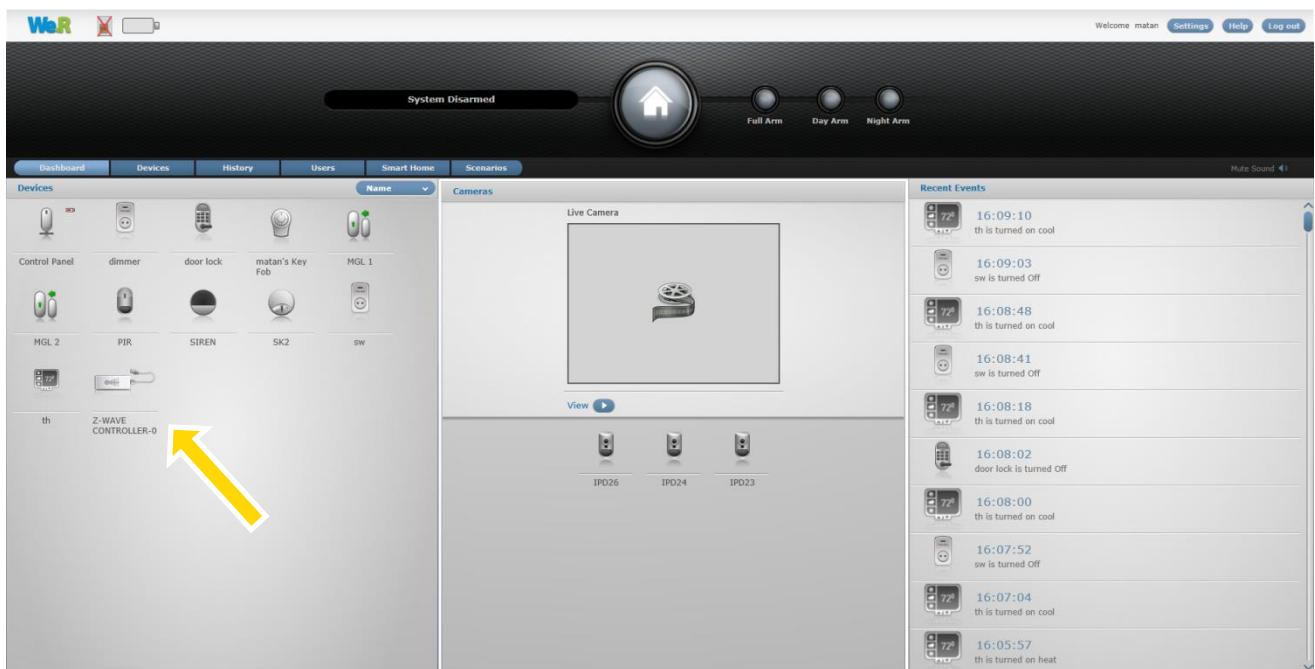 WeR
Welcome matan Settings Help Log out
System Disarmed
Full Arm Day Arm Night Arm
Dashboard Devices History Users Smart Home Scenarios Mute Sound
Devices Name
Control Panel dimmer door lock matan's Key Fob MGL 1
MGL 2 PIR SIREN SK2 sw
th Z-WAVE CONTROLLER-0
Cameras
Live Camera
View
IPD26 IPD24 IPD23
Recent Events
72°
16:09:10
th is turned on cool
16:09:03
sw is turned Off
72°
16:08:48
th is turned on cool
16:08:41
sw is turned Off
72°
16:08:18
th is turned on cool
16:08:02
door lock is turned Off
72°
16:08:00
th is turned on cool
16:07:52
sw is turned Off
72°
16:07:04
th is turned on cool
72°
16:05:57
th is turned on heat